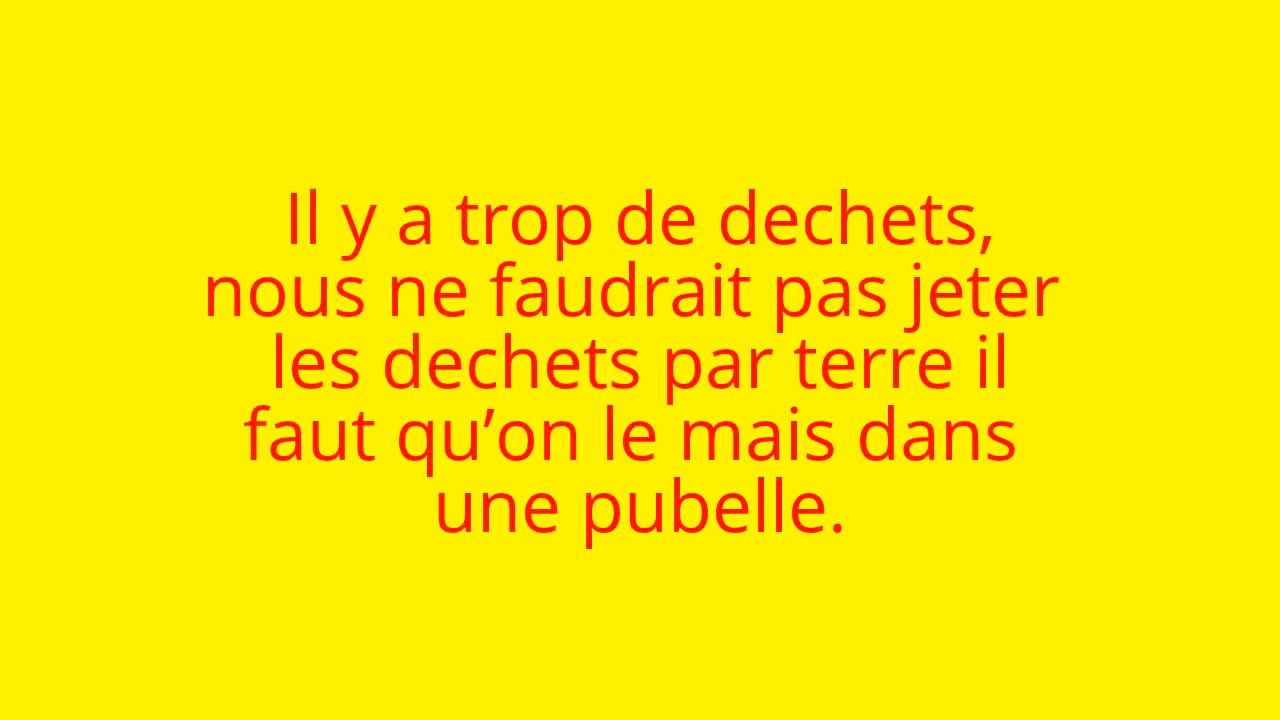 Il y a trop de dechets,
nous ne faudrait pas jeter
les dechets par terre il
faut qu’on le mais dans
une pubelle.